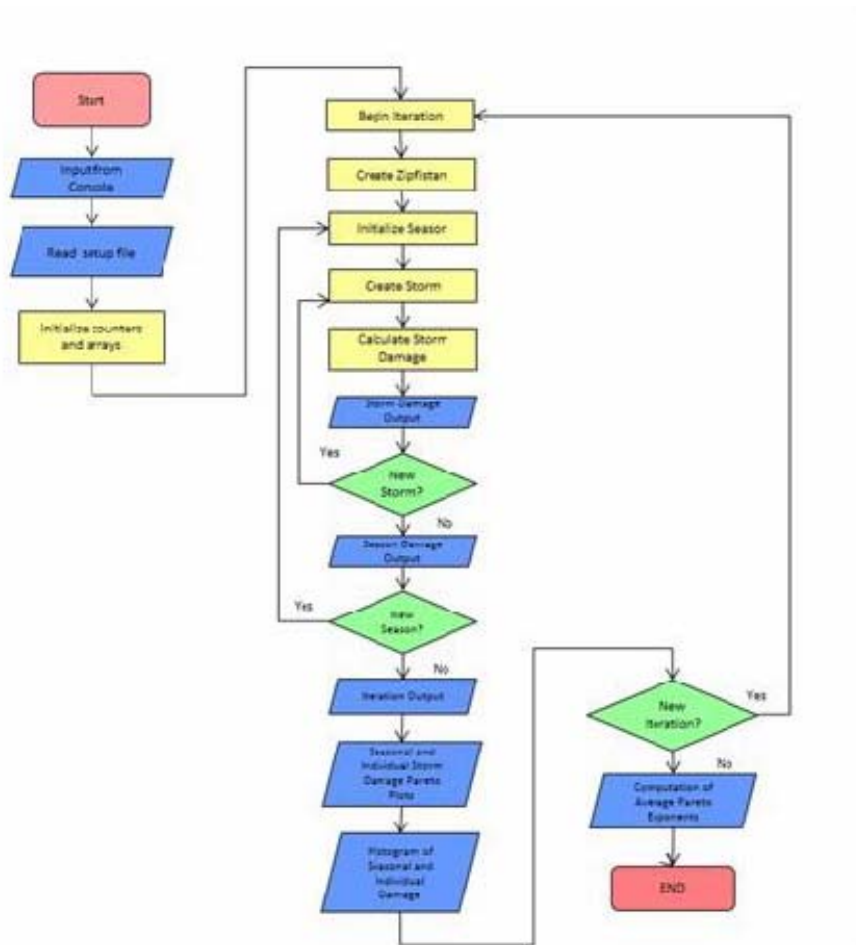 Start
Input from
Console
Read setup file
Initialize counters
and arrays
Begin Iteration
Create Zipfistan
Initialize Season
Create Storm
Calculate Storm
Damage
Storm Damage
Output
Yes
New
Storm?
No
Season Damage
Output
Yes
New
Season?
No
Iteration Output
Seasonal and
Individual Storm
Damage Pareto
Plots
Histogram of
Seasonal and
Individual
Damage
New
Iteration?
Yes
No
Computation of
Average Pareto
Exponents
END